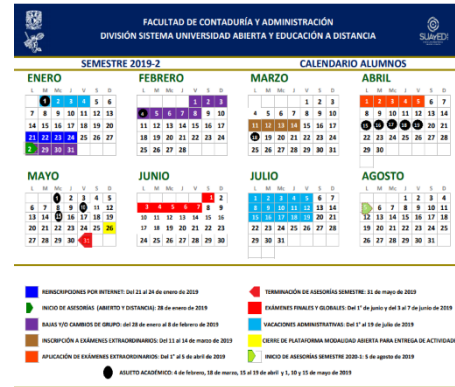 FACULTAD DE CONTADURÍA Y ADMINISTRACIÓN
DIVISIÓN SISTEMA UNIVERSIDAD ABIERTA Y EDUCACIÓN A DISTANCIA
SUAYED
SEMESTRE 2019-2 CALENDARIO ALUMNOS
ENERO
L M Mc J V S D
1 2 3 4 5 6
7 8 9 10 11 12 13
14 15 16 17 18 19 20
21 22 23 24 25 26 27
28 29 30 31
FEBRERO
L M Mc J V S D
1 2 3
4 5 6 7 8 9 10
11 12 13 14 15 16 17
18 19 20 21 22 23 24
25 26 27 28
MARZO
L M Mc J V S D
1 2 3
4 5 6 7 8 9 10
11 12 13 14 15 16 17
18 19 20 21 22 23 24
25 26 27 28 29 30 31
ABRIL
L M Mc J V S D
1 2 3 4 5 6 7
8 9 10 11 12 13 14
15 16 17 18 19 20 21
22 23 24 25 26 27 28
29 30
MAYO
L M Mc J V S D
1 2 3 4 5
6 7 8 9 10 11 12
13 14 15 16 17 18 19
20 21 22 23 24 25 26
27 28 29 30 31
JUNIO
L M Mc J V S D
1 2
3 4 5 6 7 8 9
10 11 12 13 14 15 16
17 18 19 20 21 22 23
24 25 26 27 28 29 30
JULIO
L M Mc J V S D
1 2 3 4 5 6 7
8 9 10 11 12 13 14
15 16 17 18 19 20 21
22 23 24 25 26 27 28
29 30 31
AGOSTO
L M Mc J V S D
1 2 3 4
5 6 7 8 9 10 11
12 13 14 15 16 17 18
19 20 21 22 23 24 25
26 27 28 29 30 31
REINSCRIPCIONES POR INTERNET: Del 21 al 24 de enero de 2019
INICIO DE ASESORÍAS (ABIERTO Y DISTANCIA): 28 de enero de 2019
BAJAS Y/O CAMBIOS DE GRUPO: del 28 de enero al 8 de febrero de 2019
INSCRIPCIÓN A EXÁMENES EXTRAORDINARIOS: Del 11 al 14 de marzo de 2019
APLICACIÓN DE EXÁMENES EXTRAORDINARIOS: Del 1° al 5 de abril de 2019
TERMINACIÓN DE ASESORÍAS SEMESTRE: 31 de mayo de 2019
EXÁMENES FINALES Y GLOBALES: Del 1° de junio y del 3 al 7 de junio de 2019
VACACIONES ADMINISTRATIVAS: Del 1° al 19 de julio de 2019
CIERRE DE PLATAFORMA MODALIDAD ABIERTA PARA ENTREGA DE ACTIVIDADE
INICIO DE ASESORÍAS SEMESTRE 2020-1: 5 de agosto de 2019
ASUETO ACADÉMICO: 4 de febrero, 18 de marzo, 15 al 19 de abril y 1, 10 y 15 de mayo de 2019